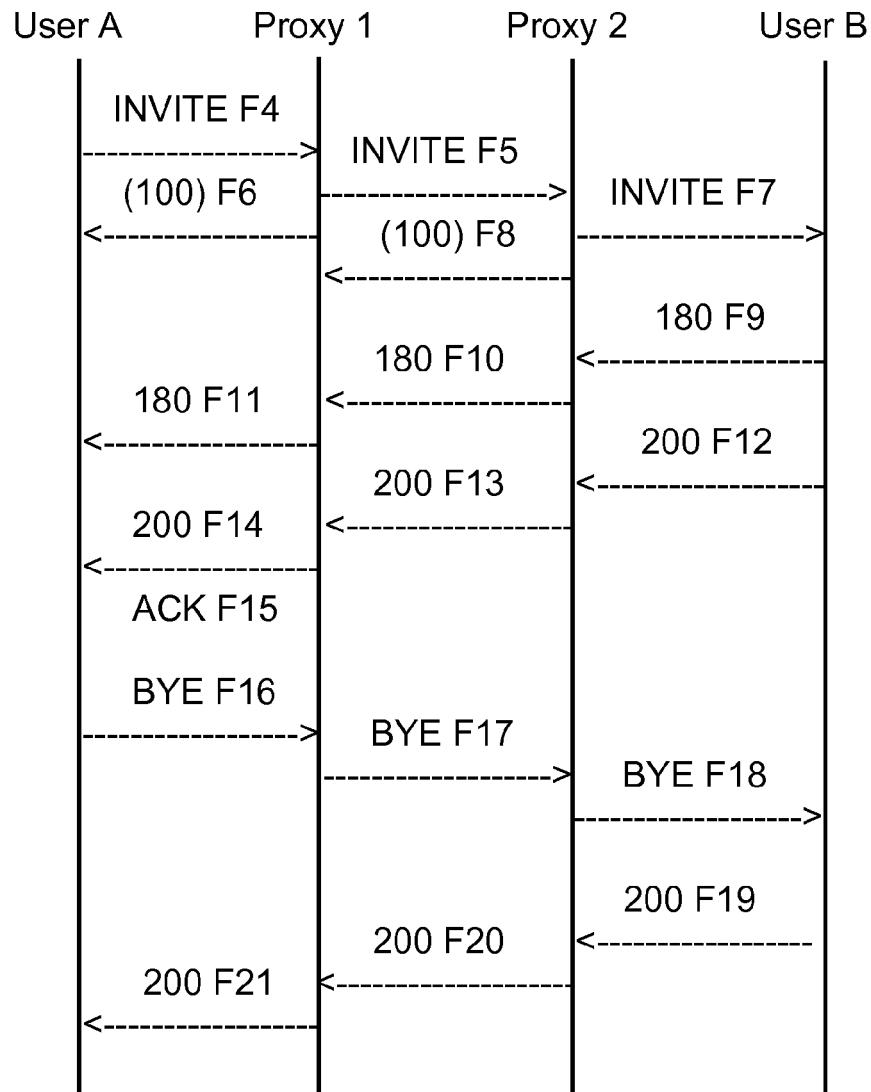 User A Proxy 1 Proxy 2 User B
INVITE F4
INVITE F5
(100) F6
INVITE F7
(100) F8
180 F9
180 F10
180 F11
200 F12
200 F13
200 F14
ACK F15
BYE F16
BYE F17
BYE F18
200 F19
200 F20
200 F21